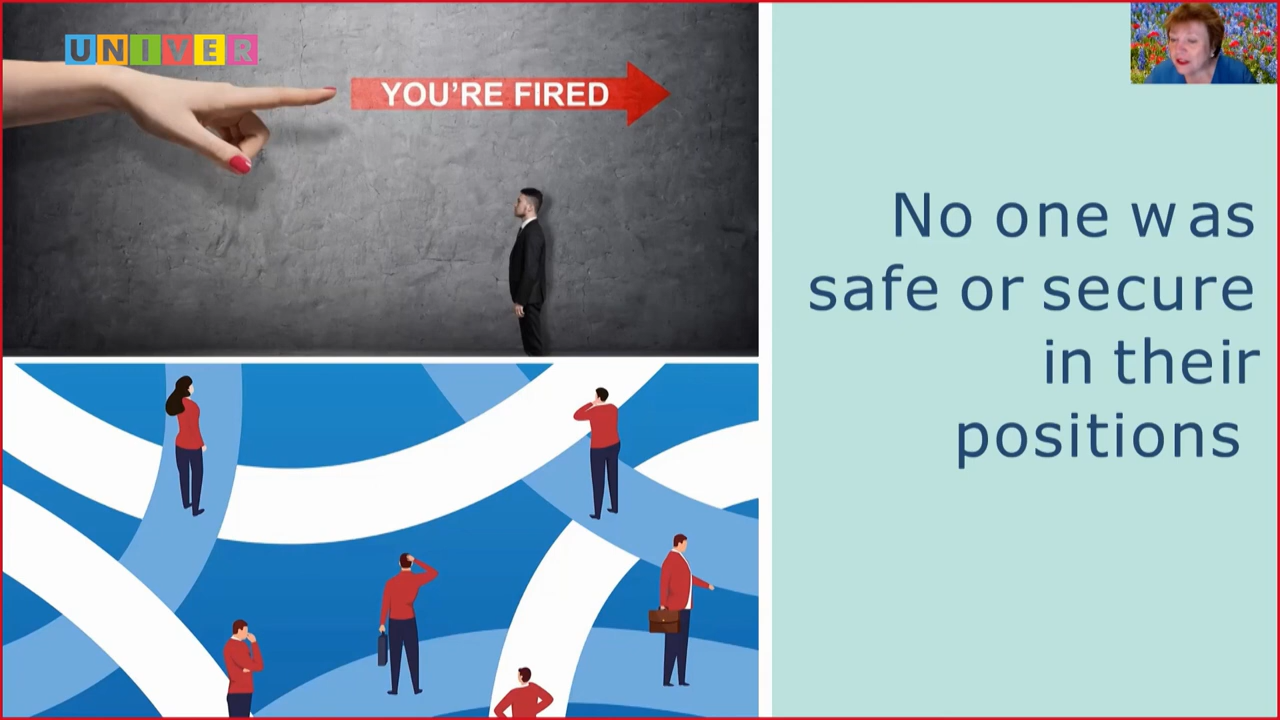 UNIVER
YOU'RE FIRED
No one was
safe or secure
in their
positions